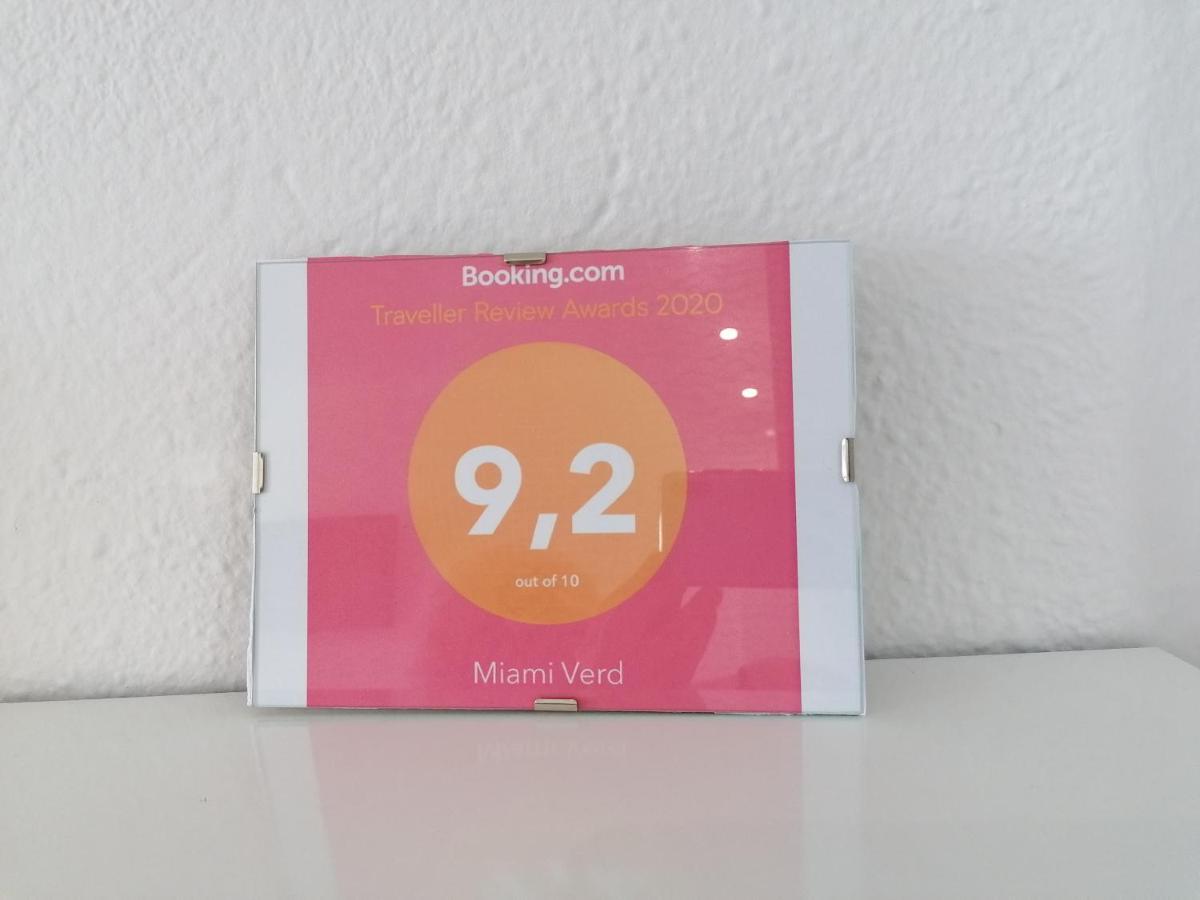 Booking.com
Traveller Review Awards 2020
9,2
out of 10
Miami Verd